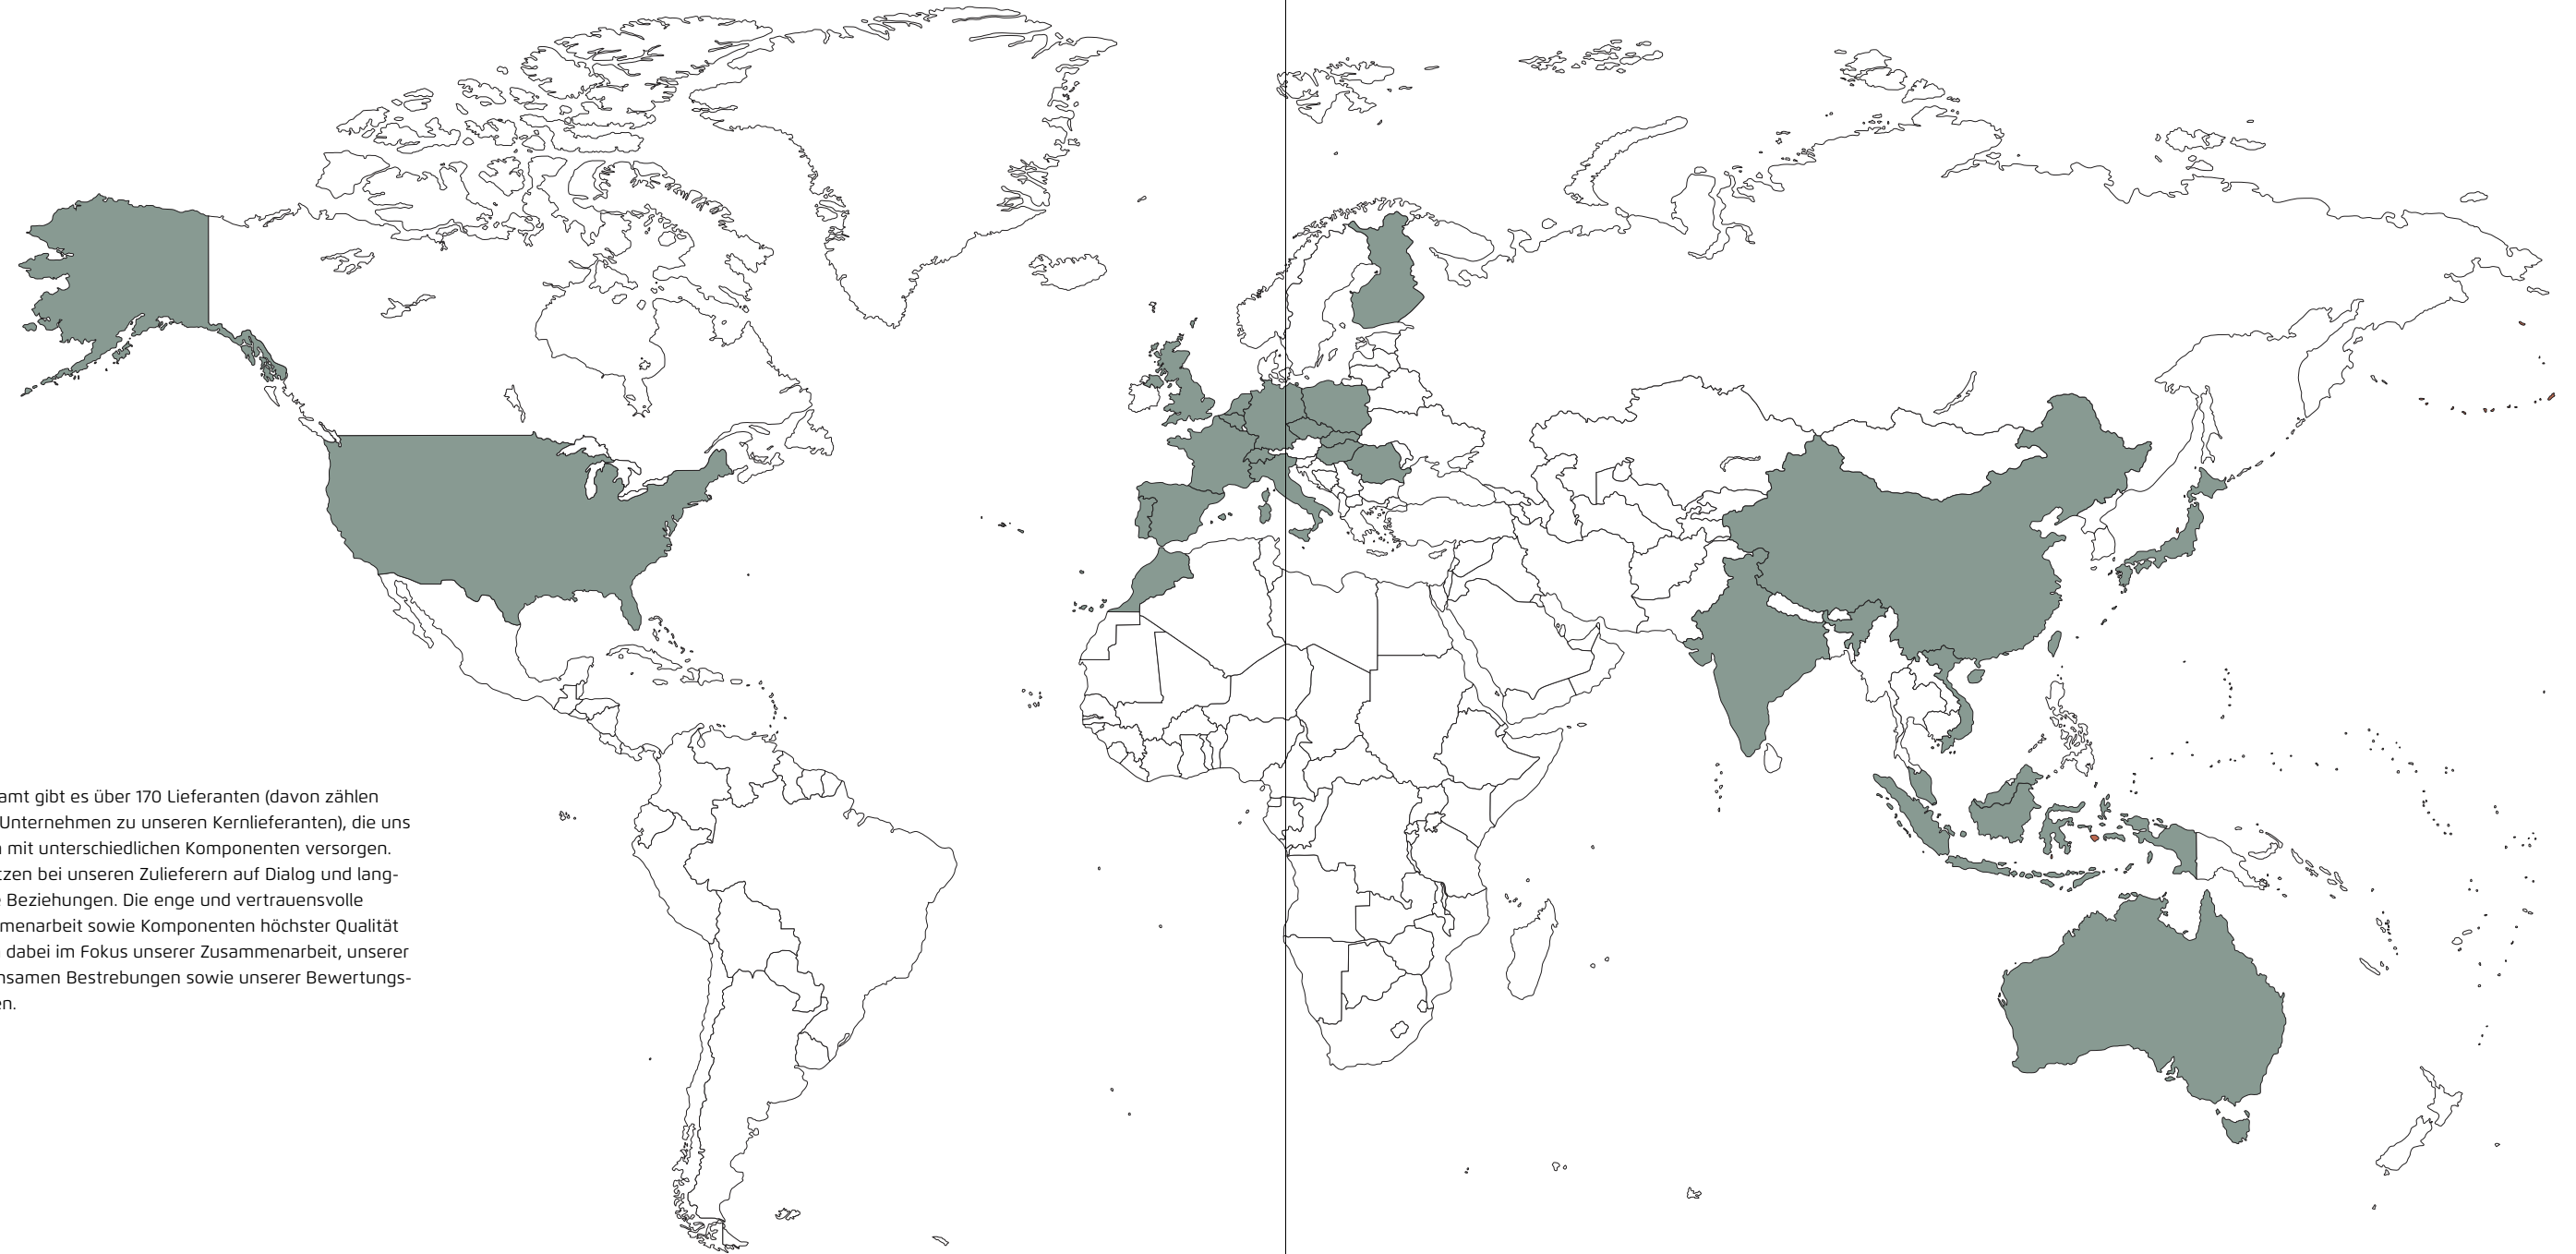 amt gibt es über 170 Lieferanten (davon zählen
Unternehmen zu unseren Kernlieferanten), die uns
mit unterschiedlichen Komponenten versorgen.
tzen bei unseren Zulieferern auf Dialog und lang-
e Beziehungen. Die enge und vertrauensvolle
menarbeit sowie Komponenten höchster Qualität
dabei im Fokus unserer Zusammenarbeit, unserer
nsamen Bestrebungen sowie unserer Bewertungs-
en.